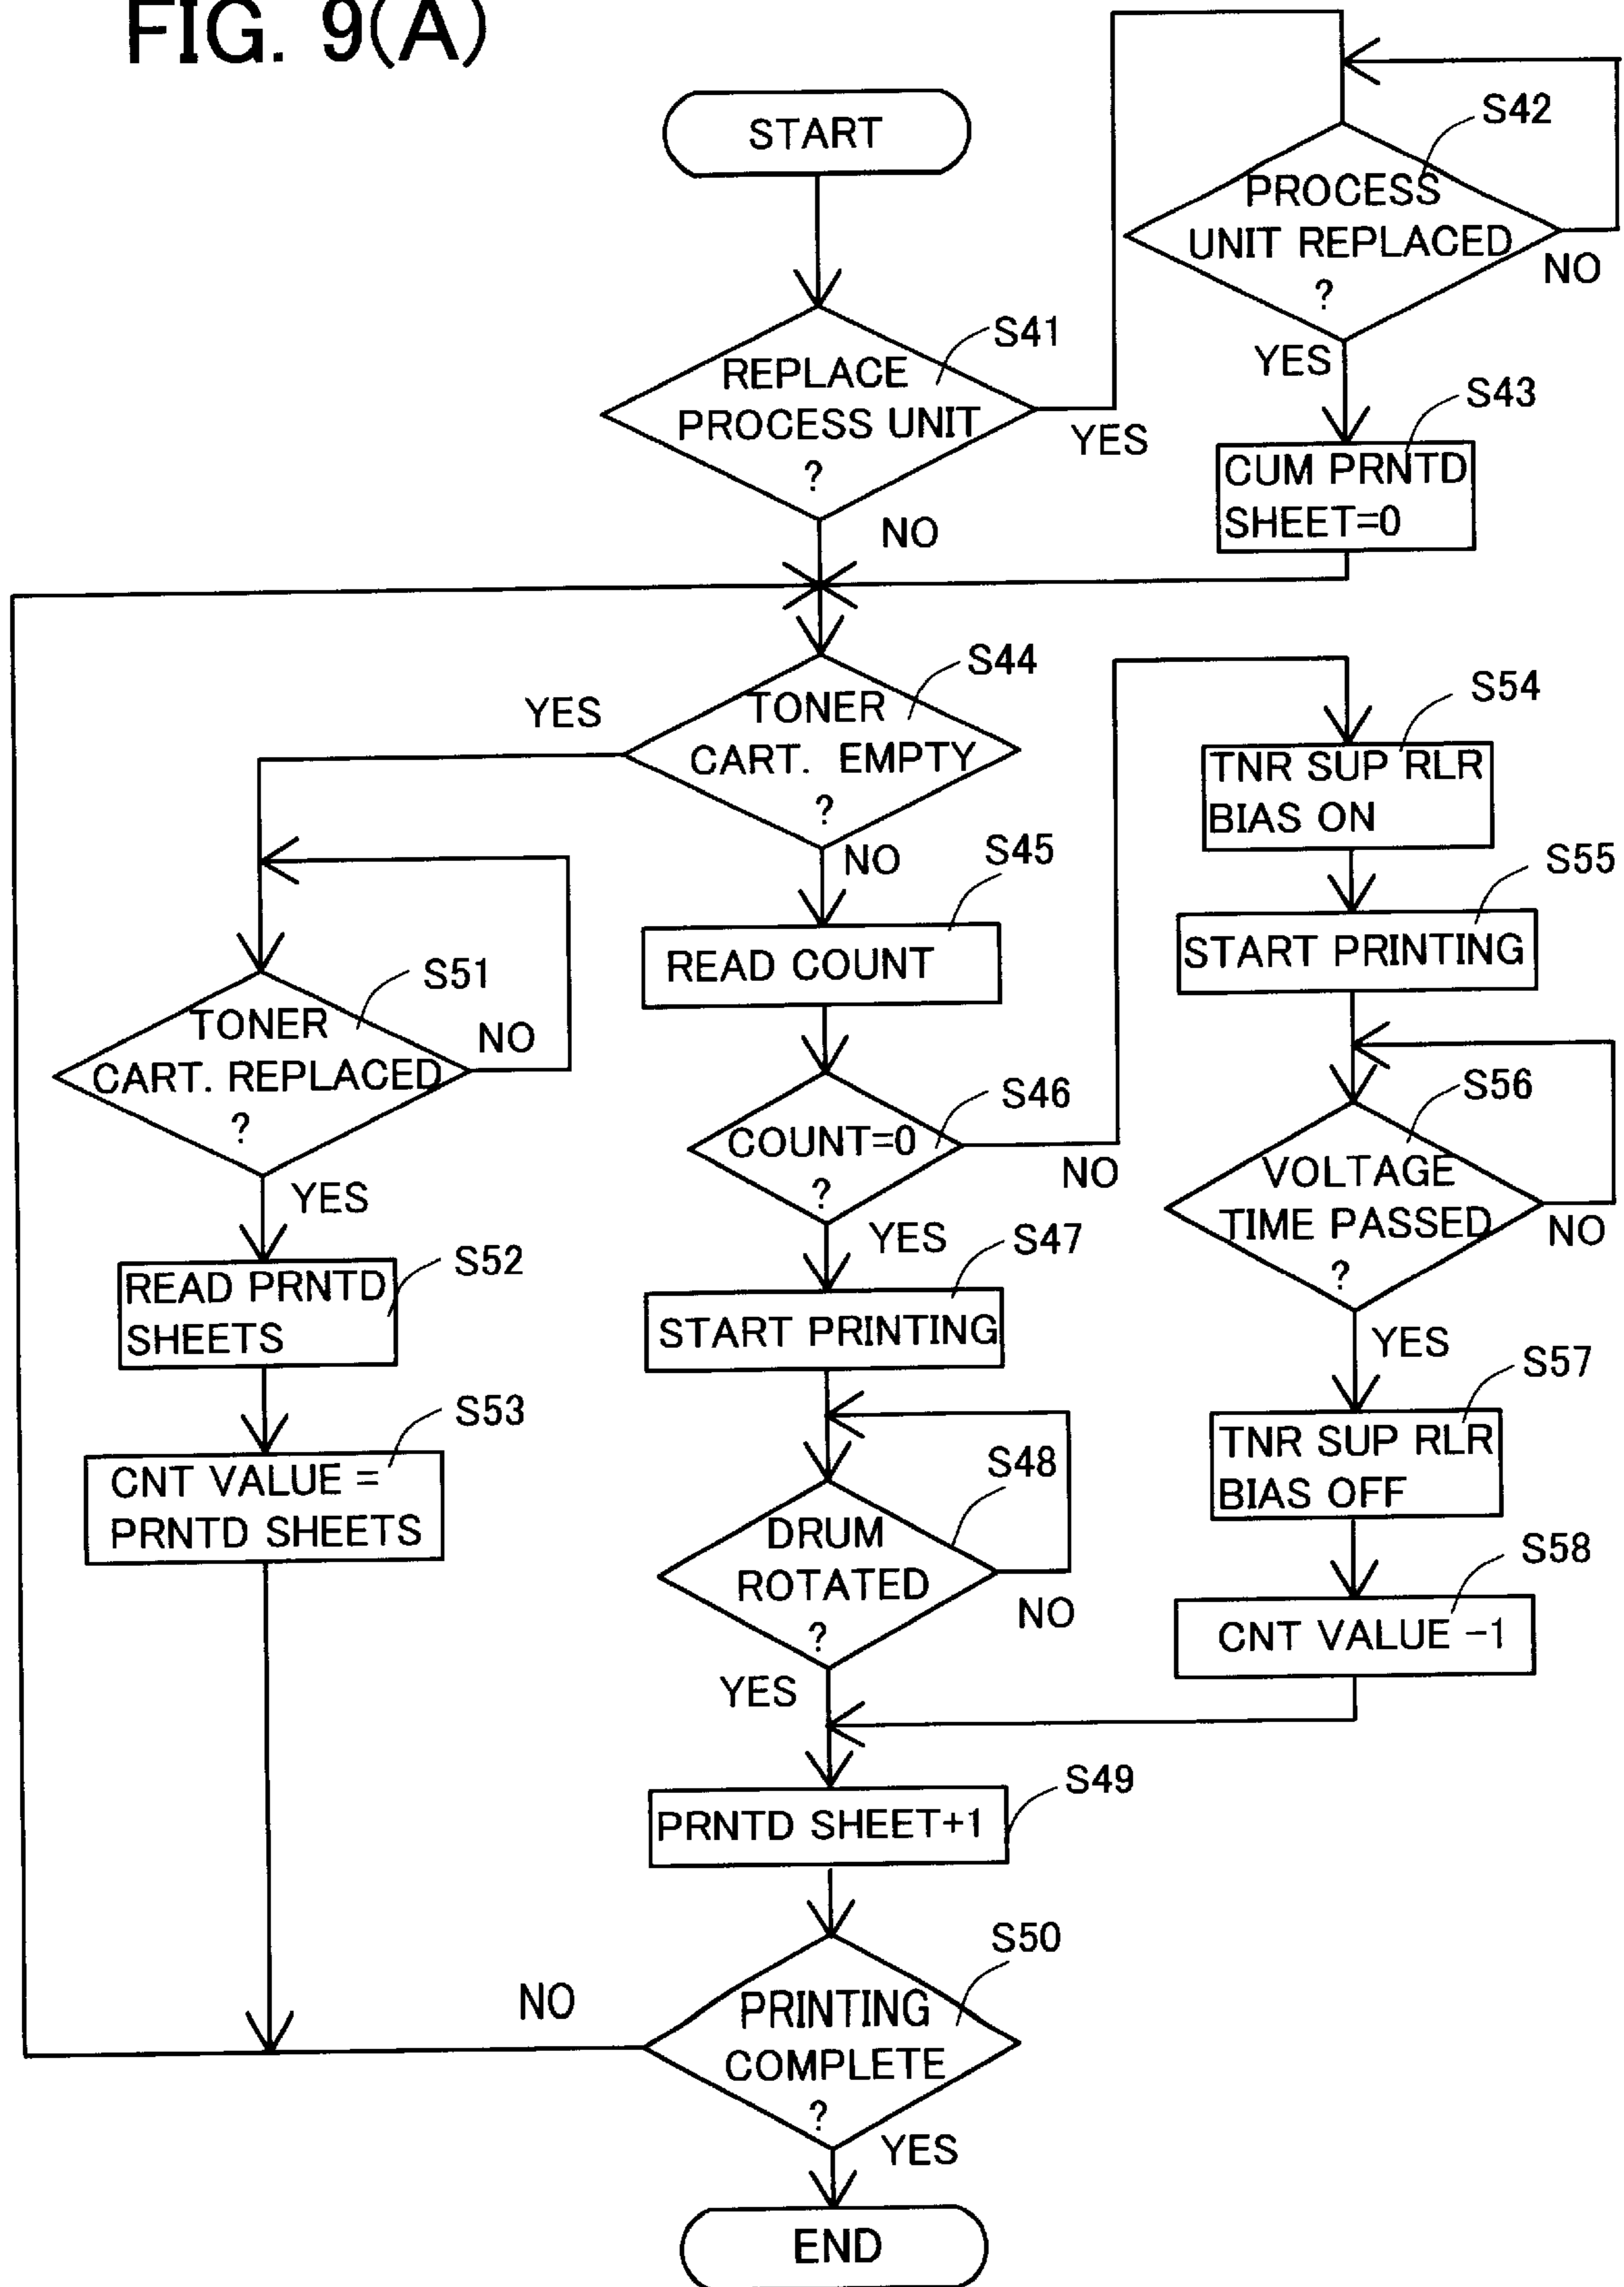 FIG. 9(A)
START
S41
REPLACE
PROCESS UNIT
?
YES
NO
S42
PROCESS
UNIT REPLACED
?
NO
YES
S43
CUM PRNTD
SHEET=0
S44
TONER
CART. EMPTY
?
YES
NO
S45
READ COUNT
S46
COUNT=0
?
NO
YES
S47
START PRINTING
S48
DRUM
ROTATED
?
NO
YES
S49
PRNTD SHEET+1
S50
PRINTING
COMPLETE
?
NO
YES
END
S51
TONER
CART. REPLACED
?
NO
YES
S52
READ PRNTD
SHEETS
S53
CNT VALUE =
PRNTD SHEETS
S54
TNR SUP RLR
BIAS ON
S55
START PRINTING
S56
VOLTAGE
TIME PASSED
?
NO
YES
S57
TNR SUP RLR
BIAS OFF
S58
CNT VALUE -1